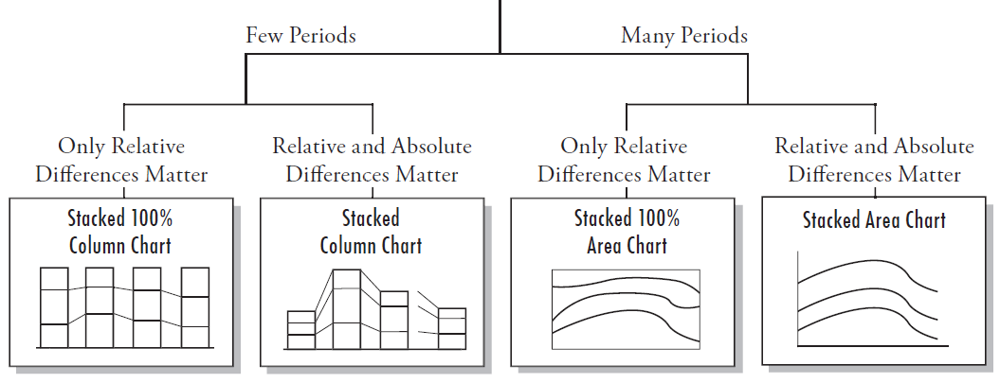 Few Periods
Many Periods
Only Relative
Differences Matter
Relative and Absolute
Differences Matter
Only Relative
Differences Matter
Relative and Absolute
Differences Matter
Stacked 100%
Column Chart
Stacked
Column Chart
Stacked 100%
Area Chart
Stacked Area Chart